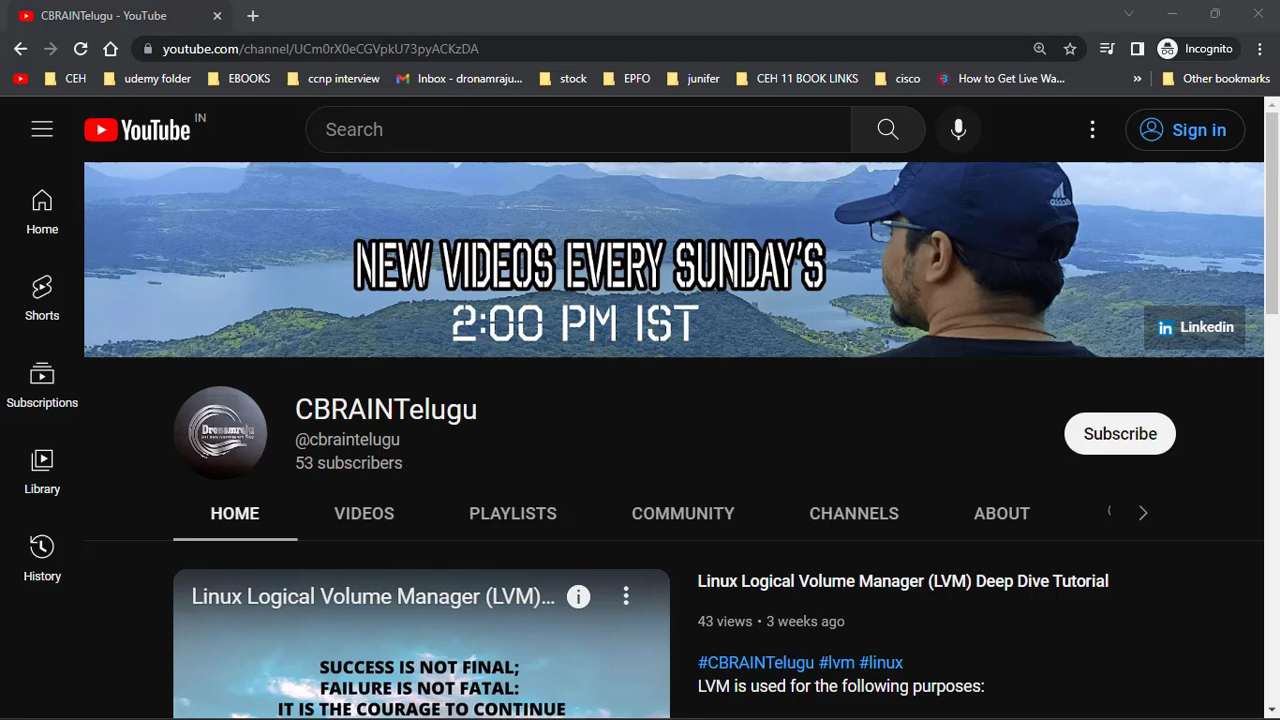 CBRAINTelugu - YouTube
youtube.com/channel/UCm0rX0eCGVpkU73pyACKzDA
Incognito
CEH
udemy folder
EBOOKS
ccnp interview
Inbox - dronamraju...
stock
EPFO
junifer
CEH 11 BOOK LINKS
cisco
How to Get Live Wa...
»
Other bookmarks
YouTube IN
Search
Sign in
Home
Shorts
Subscriptions
Library
History
NEW VIDEOS EVERY SUNDAY'S
2:00 PM IST
adidas
in Linkedin
Dronamraju
CBRAINTelugu
@cbraintelugu
53 subscribers
Subscribe
HOME
VIDEOS
PLAYLISTS
COMMUNITY
CHANNELS
ABOUT
Linux Logical Volume Manager (LVM)...
SUCCESS IS NOT FINAL;
FAILURE IS NOT FATAL:
IT IS THE COURAGE TO CONTINUE
Linux Logical Volume Manager (LVM) Deep Dive Tutorial
43 views • 3 weeks ago
#CBRAINTelugu #lvm #linux
LVM is used for the following purposes: